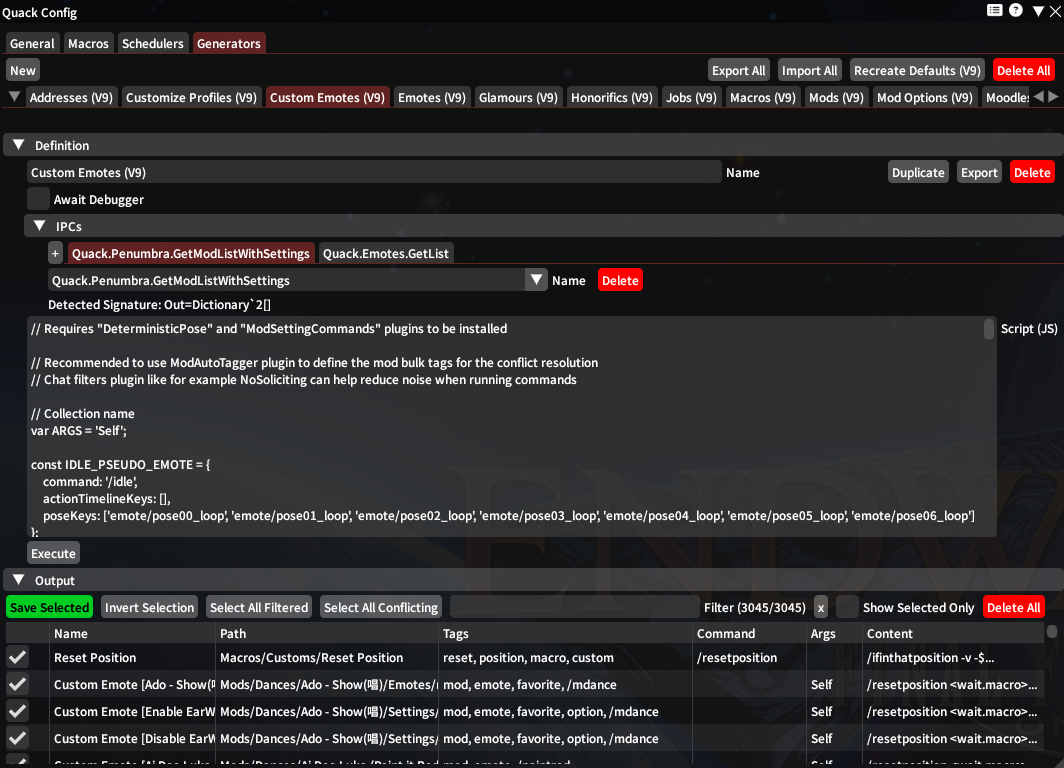 Quack Config
General Macros Schedulers Generators
New Export All Import All Recreate Defaults (V9) Delete All
Addresses (V9) Customize Profiles (V9) Custom Emotes (V9) Emotes (V9) Glamours (V9) Honorifics (V9) Jobs (V9) Macros (V9) Mods (V9) Mod Options (V9) Moodles
Definition
Custom Emotes (V9) Name Duplicate Export Delete
Await Debugger
IPCs
+ Quack.Penumbra.GetModListWithSettings Quack.Emotes.GetList
Quack.Penumbra.GetModListWithSettings Name Delete
Detected Signature: Out=Dictionary`2[]
// Requires "DeterministicPose" and "ModSettingCommands" plugins to be installed Script (JS)
// Recommended to use ModAutoTagger plugin to define the mod bulk tags for the conflict resolution
// Chat filters plugin like for example NoSoliciting can help reduce noise when running commands
// Collection name
var ARGS = 'Self';
const IDLE_PSEUDO_EMOTE = {
command: '/idle',
actionTimelineKeys: [],
poseKeys: ['emote/pose00_loop', 'emote/pose01_loop', 'emote/pose02_loop', 'emote/pose03_loop', 'emote/pose04_loop', 'emote/pose05_loop', 'emote/pose06_loop']
};
Execute
Output
Save Selected Invert Selection Select All Filtered Select All Conflicting Filter (3045/3045) x Show Selected Only Delete All
Name Path Tags Command Args Content
Reset Position Macros/Customs/Reset Position reset, position, macro, custom /resetposition /ifinthatposition -v -$...
Custom Emote [Ado - Show(唱 Mods/Dances/Ado - Show(唱)/Emotes/ mod, emote, favorite, /mdance Self /resetposition <wait.macro>...
Custom Emote [Enable EarW Mods/Dances/Ado - Show(唱)/Settings/ mod, emote, favorite, option, /mdance Self /resetposition <wait.macro>...
Custom Emote [Disable EarW Mods/Dances/Ado - Show(唱)/Settings/ mod, emote, favorite, option, /mdance Self /resetposition <wait.macro>...